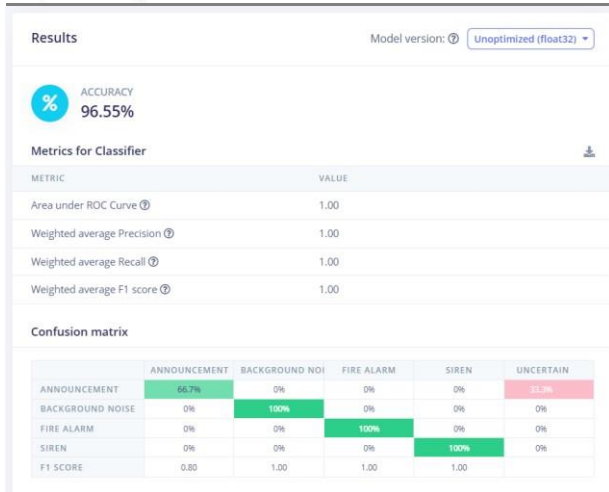 Results Model version: Unoptimized (float32)
% ACCURACY
96.55%
Metrics for Classifier
METRIC VALUE
Area under ROC Curve ? 1.00
Weighted average Precision ? 1.00
Weighted average Recall ? 1.00
Weighted average F1 score ? 1.00
Confusion matrix
ANNOUNCEMENT BACKGROUND NOI FIRE ALARM SIREN UNCERTAIN
ANNOUNCEMENT 66.7% 0% 0% 0% 33.3%
BACKGROUND NOISE 0% 100% 0% 0% 0%
FIRE ALARM 0% 0% 100% 0% 0%
SIREN 0% 0% 0% 100% 0%
F1 SCORE 0.80 1.00 1.00 1.00